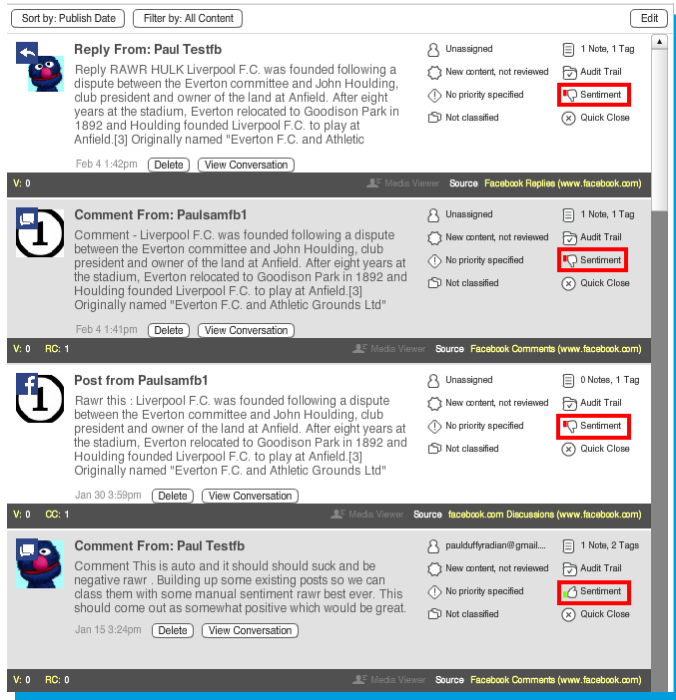 Sort by: Publish Date
Filter by: All Content
Edit
Reply From: Paul Testfb
Reply RAWR HULK Liverpool F.C. was founded following a
dispute between the Everton committee and John Houlding,
club president and owner of the land at Anfield. After eight
years at the stadium, Everton relocated to Goodison Park in
1892 and Houlding founded Liverpool F.C. to play at
Anfield.[3] Originally named "Everton F.C. and Athletic
Feb 4 1:42pm Delete View Conversation
Unassigned
New content, not reviewed
No priority specified
Not classified
1 Note, 1 Tag
Audit Trail
Sentiment
Quick Close
V: 0 Media Viewer Source Facebook Replies (www.facebook.com)
Comment From: Paulsamfb1
Comment - Liverpool F.C. was founded following a dispute
between the Everton committee and John Houlding, club
president and owner of the land at Anfield. After eight years at
the stadium, Everton relocated to Goodison Park in 1892 and
Houlding founded Liverpool F.C. to play at Anfield.[3]
Originally named "Everton F.C. and Athletic Grounds Ltd"
Feb 4 1:41pm Delete View Conversation
Unassigned
New content, not reviewed
No priority specified
Not classified
1 Note, 1 Tag
Audit Trail
Sentiment
Quick Close
V: 0 RC: 1 Media Viewer Source Facebook Comments (www.facebook.com)
Post from Paulsamfb1
Rawr this : Liverpool F.C. was founded following a dispute
between the Everton committee and John Houlding, club
president and owner of the land at Anfield. After eight years at
the stadium, Everton relocated to Goodison Park in 1892 and
Houlding founded Liverpool F.C. to play at Anfield.[3]
Originally named "Everton F.C. and Athletic Grounds Ltd"
Jan 30 3:59pm Delete View Conversation
Unassigned
New content, not reviewed
No priority specified
Not classified
0 Notes, 1 Tag
Audit Trail
Sentiment
Quick Close
V: 0 CC: 1 Media Viewer Source facebook.com Discussions (www.facebook.com)
Comment From: Paul Testfb
Comment This is auto and it should should suck and be
negative rawr . Building up some existing posts so we can
class them with some manual sentiment rawr best ever. This
should come out as somewhat positive which would be great.
Jan 15 3:24pm Delete View Conversation
paulduffyradian@gmail....
New content, not reviewed
No priority specified
Not classified
1 Note, 2 Tags
Audit Trail
Sentiment
Quick Close
V: 0 RC: 0 Media Viewer Source Facebook Comments (www.facebook.com)